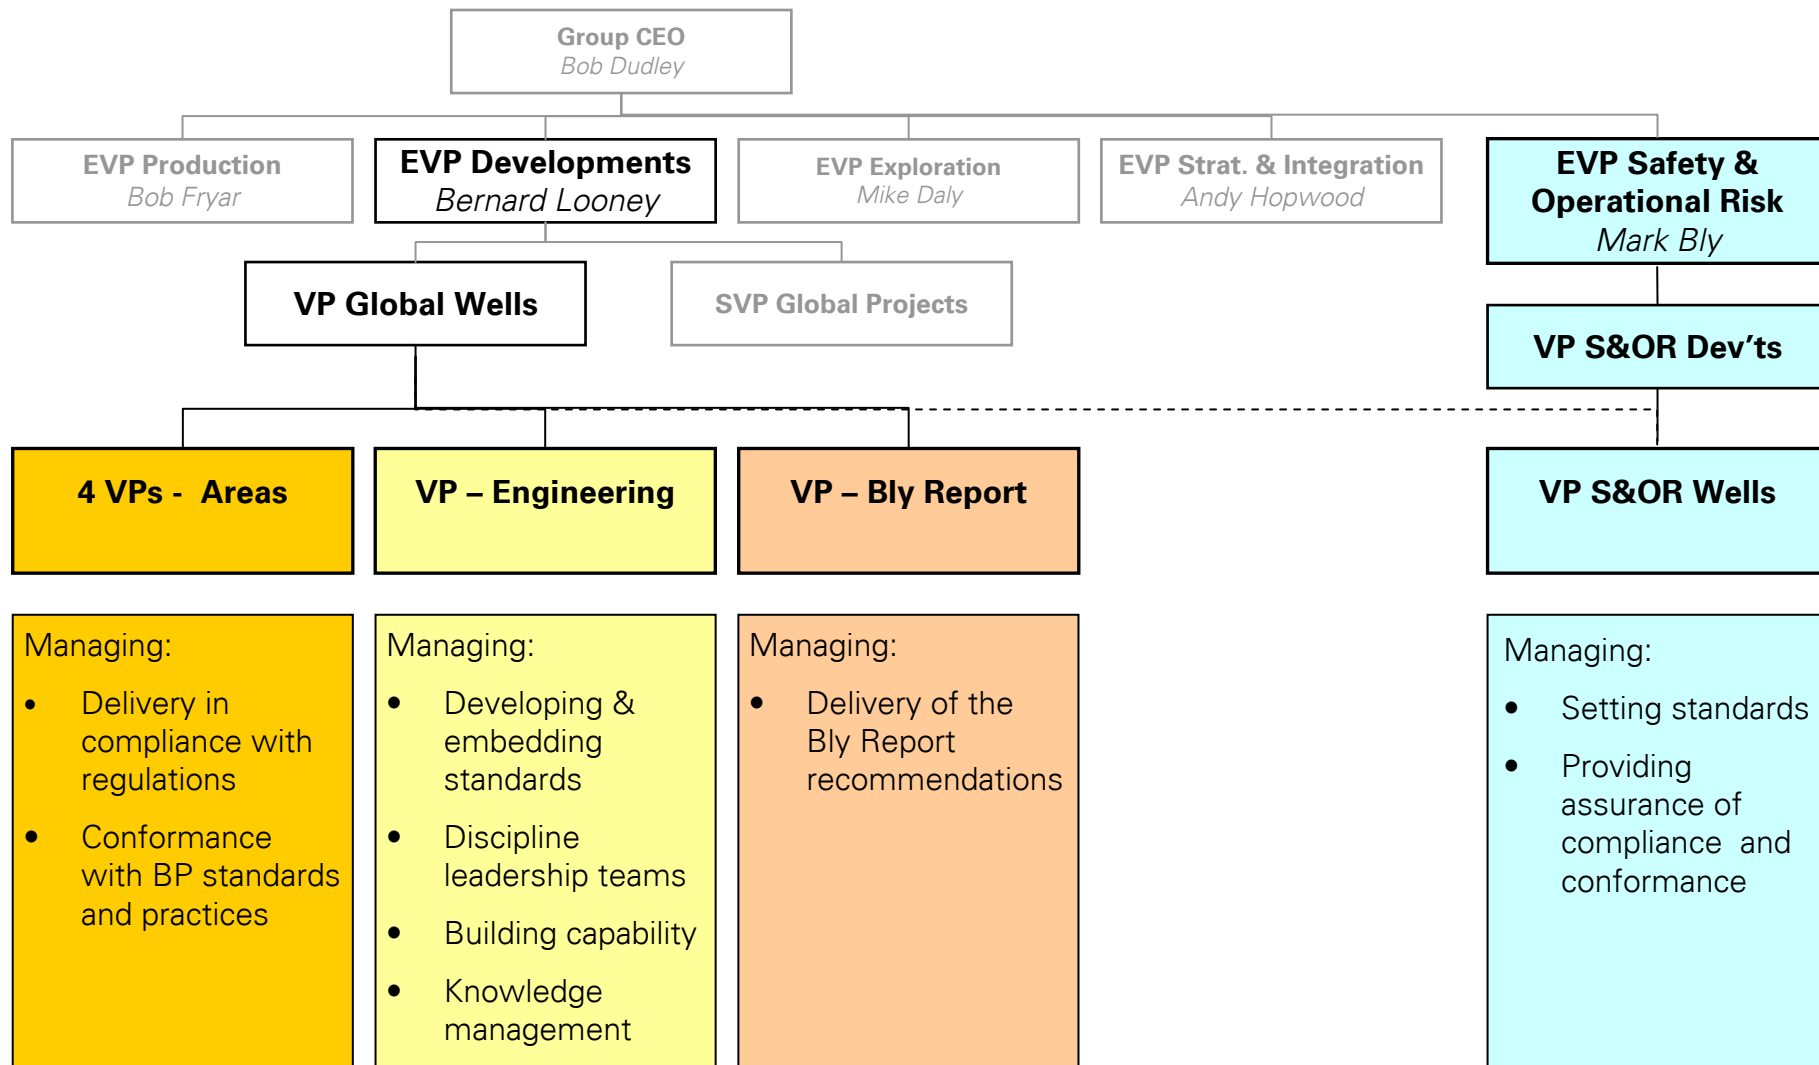 Group CEO
Bob Dudley
EVP Production
Bob Fryar
EVP Developments
Bernard Looney
EVP Exploration
Mike Daly
EVP Strat. & Integration
Andy Hopwood
EVP Safety &
Operational Risk
Mark Bly
VP Global Wells
SVP Global Projects
VP S&OR Dev’ts
4 VPs - Areas
VP – Engineering
VP – Bly Report
VP S&OR Wells
Managing:
• Delivery in
compliance with
regulations
• Conformance
with BP standards
and practices
Managing:
• Developing &
embedding
standards
• Discipline
leadership teams
• Building capability
• Knowledge
management
Managing:
• Delivery of the
Bly Report
recommendations
Managing:
• Setting standards
• Providing
assurance of
compliance and
conformance